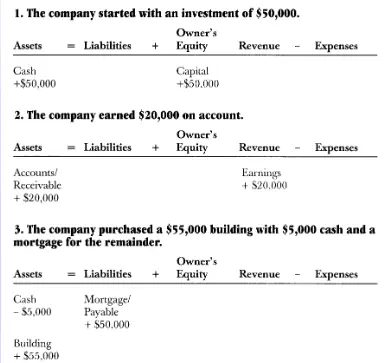 1. The company started with an investment of $50,000.
Owner's
Assets = Liabilities + Equity Revenue - Expenses
Cash Capital
+$50,000 +$50,000
2. The company earned $20,000 on account.
Owner's
Assets = Liabilities + Equity Revenue - Expenses
Accounts/ Earnings
Receivable + $20,000
+ $20,000
3. The company purchased a $55,000 building with $5,000 cash and a
mortgage for the remainder.
Owner's
Assets = Liabilities + Equity Revenue - Expenses
Cash Mortgage/
- $5,000 Payable
+ $50,000
Building
+ $55,000